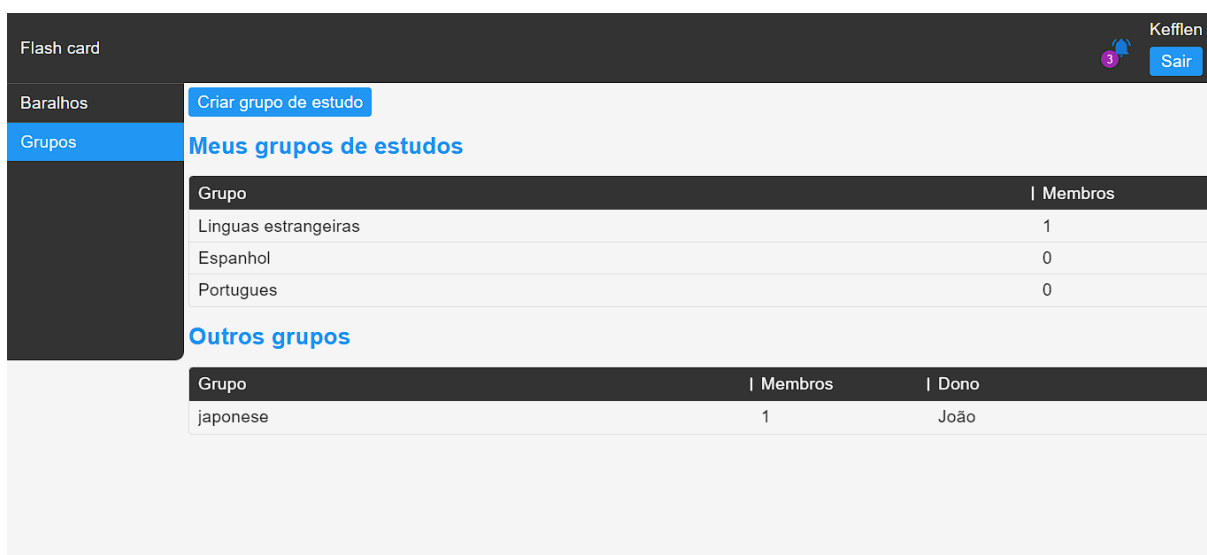 Flash card
3
Kefflen
Sair
Baralhos
Grupos
Criar grupo de estudo
Meus grupos de estudos
Grupo | Membros
Linguas estrangeiras 1
Espanhol 0
Portugues 0
Outros grupos
Grupo | Membros | Dono
japonese 1 João